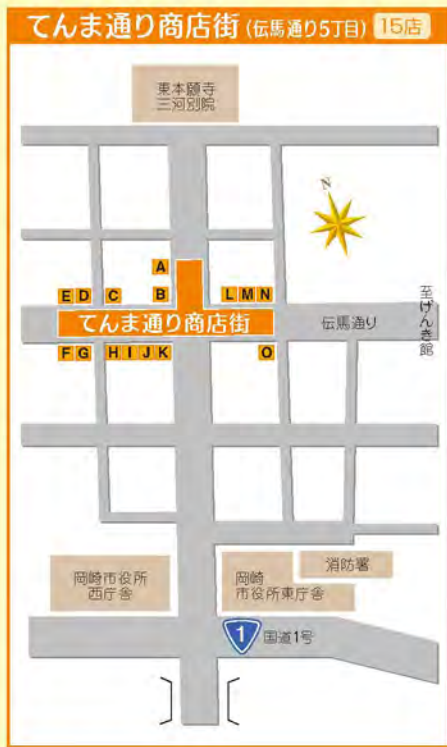 てんま通り商店街 (伝馬通り5丁目) 15店
東本願寺
三河別院
N
A
E D C B L M N
てんま通り商店街
伝馬通り
至げんき館
F G H I J K O
岡崎市役所
西庁舎
岡崎
市役所東庁舎
消防署
1 国道1号